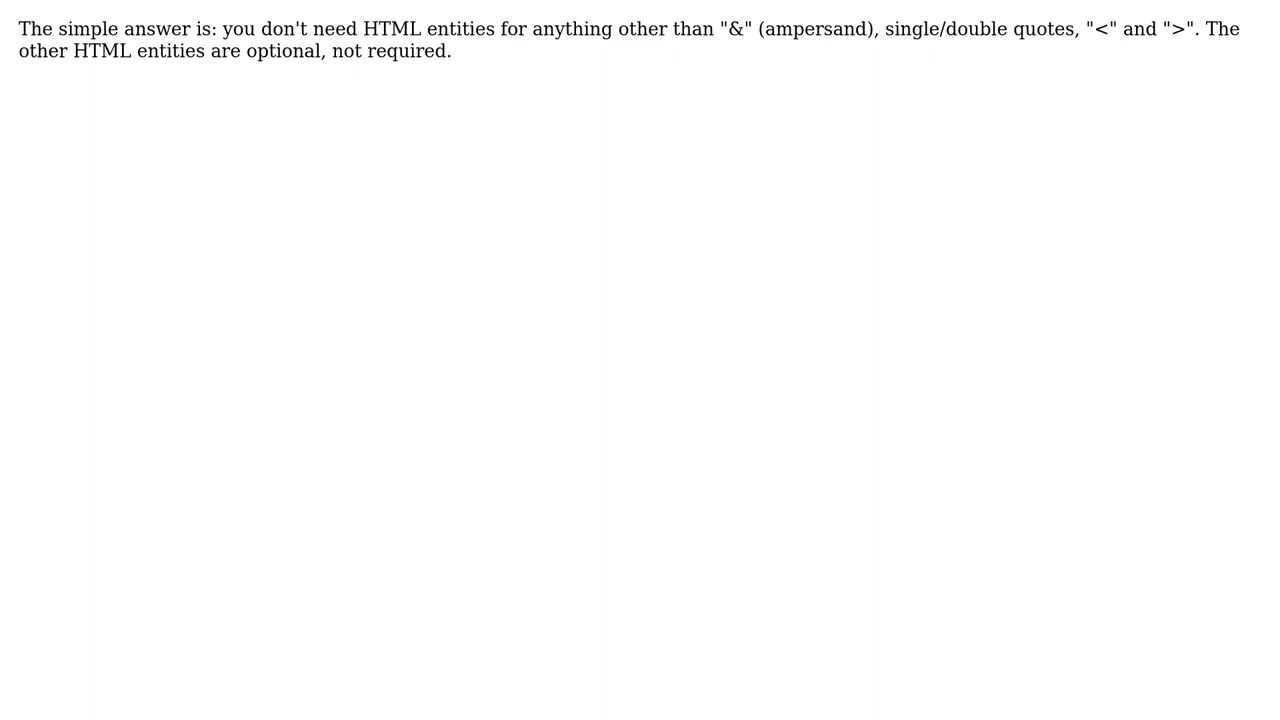 The simple answer is: you don't need HTML entities for anything other than "&" (ampersand), single/double quotes, "<" and ">". The
other HTML entities are optional, not required.